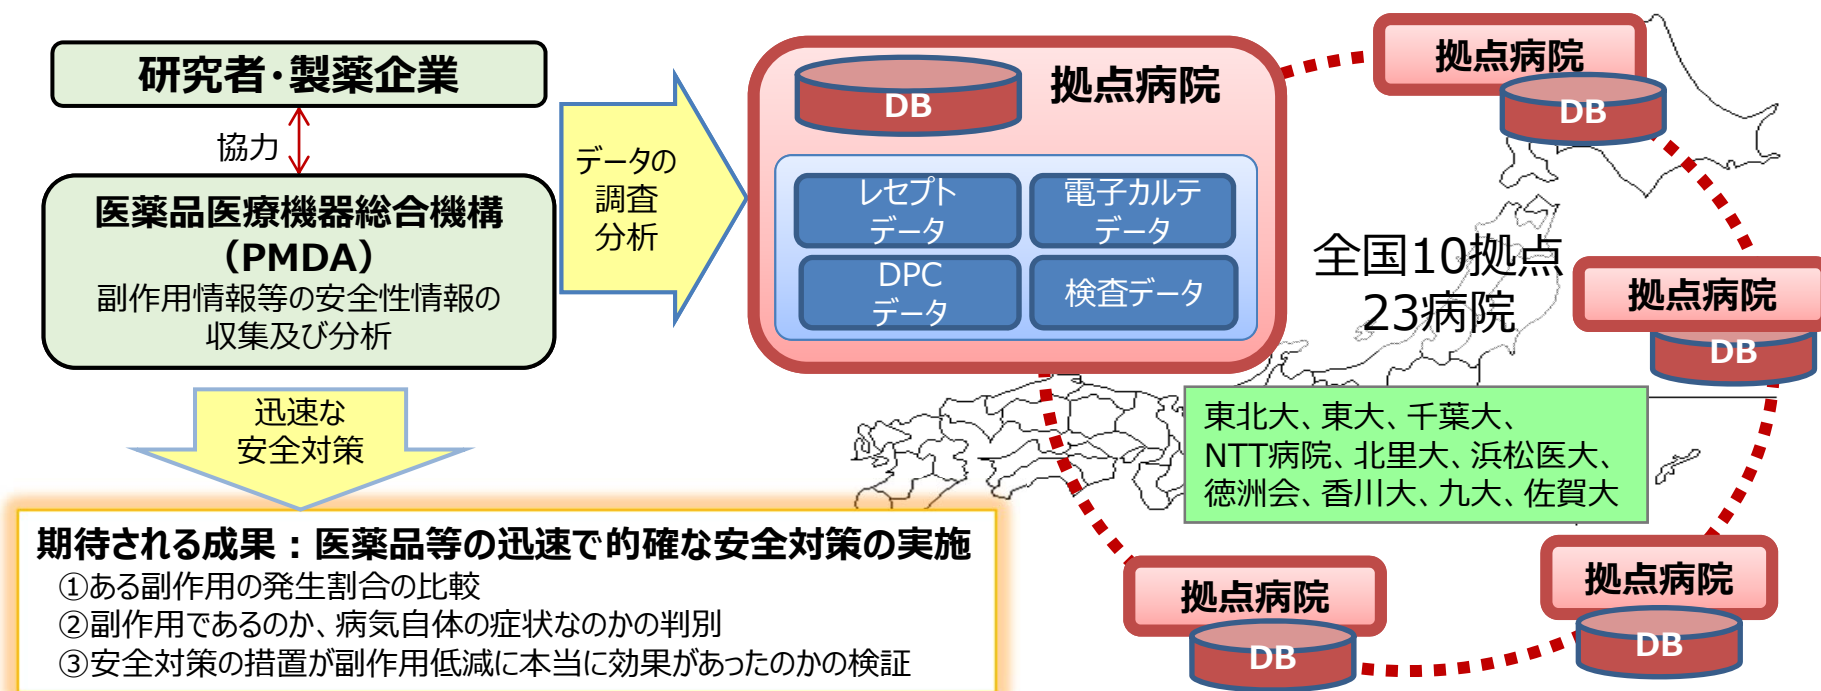 研究者・製薬企業
協力
医薬品医療機器総合機構
（PMDA）
副作用情報等の安全性情報の
収集及び分析
データの
調査
分析
迅速な
安全対策
期待される成果：医薬品等の迅速で的確な安全対策の実施
①ある副作用の発生割合の比較
②副作用であるのか、病気自体の症状なのかの判別
③安全対策の措置が副作用低減に本当に効果があったのかの検証
DB
拠点病院
レセプト
データ
電子カルテ
データ
DPC
データ
検査データ
拠点病院
DB
全国10拠点
23病院
拠点病院
DB
東北大、東大、千葉大、
NTT病院、北里大、浜松医大、
徳洲会、香川大、九大、佐賀大
拠点病院
DB
拠点病院
DB